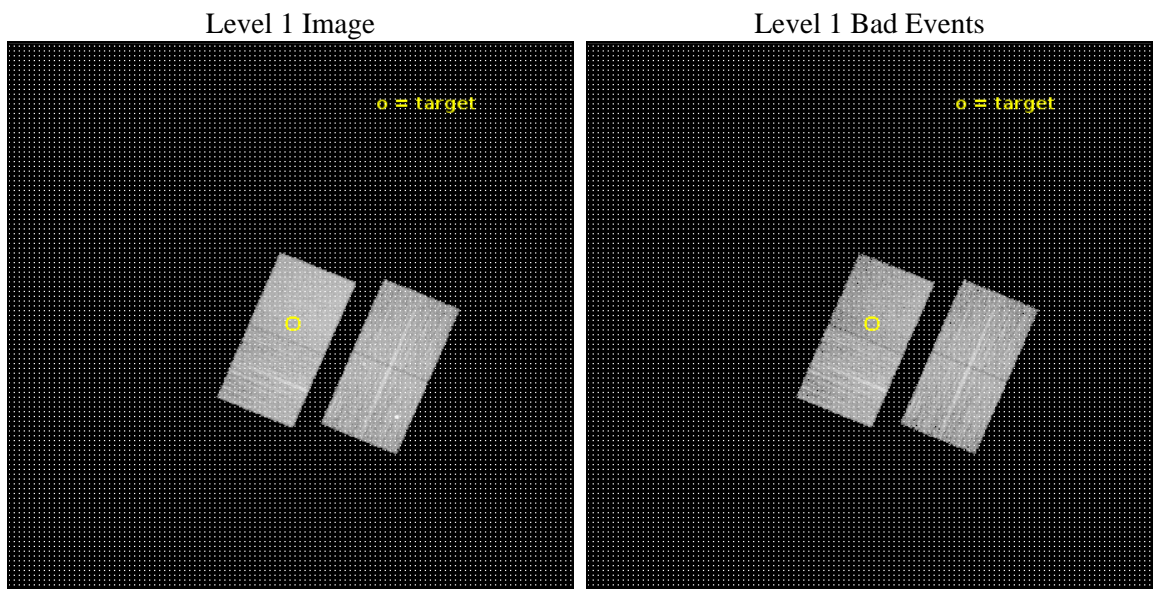 Level 1 Image
Level 1 Bad Events
o = target
o = target